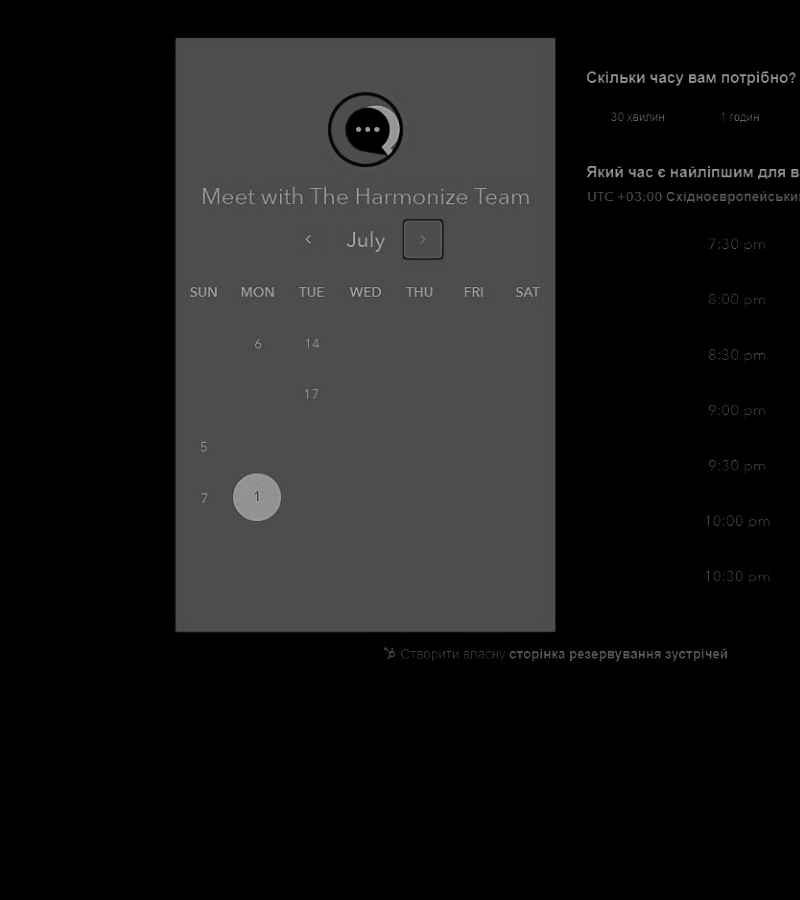 Meet with The Harmonize Team
July
SUN MON TUE WED THU FRI SAT
6 14
17
5
7 1
Скільки часу вам потрібно?
30 хвилин 1 годин
Який час є найліпшим для в
UTC +03:00 Східноєвропейськи
7:30 pm
8:00 pm
8:30 pm
9:00 pm
9:30 pm
10:00 pm
10:30 pm
Створити власну сторінка резервування зустрічей